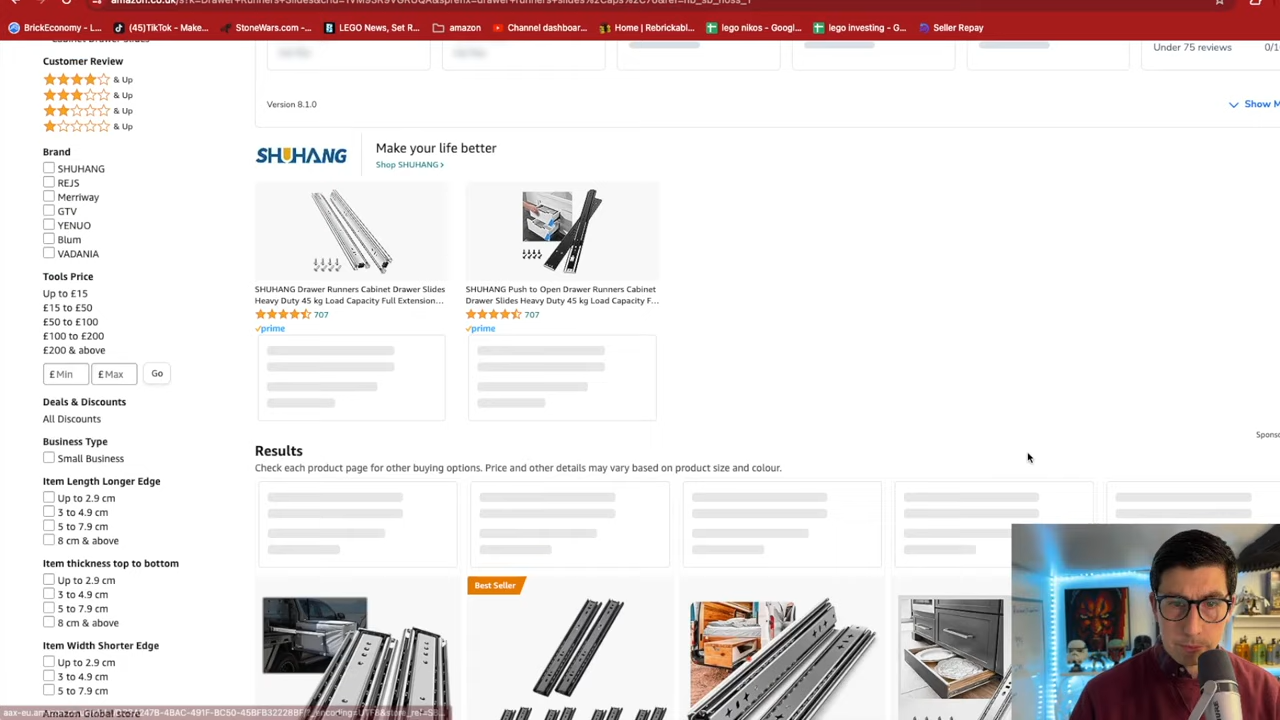 BrickEconomy - L...
(45)TikTok - Make...
StoneWars.com -...
LEGO News, Set R...
amazon
Channel dashboar...
Home | Rebrickabl...
lego nikos - Googl...
lego investing - G...
Seller Repay
Customer Review
& Up
& Up
& Up
& Up
Brand
SHUHANG
REJS
Merriway
GTV
YENUO
Blum
VADANIA
Tools Price
Up to £15
£15 to £50
£50 to £100
£100 to £200
£200 & above
£ Min
£ Max
Go
Deals & Discounts
All Discounts
Business Type
Small Business
Item Length Longer Edge
Up to 2.9 cm
3 to 4.9 cm
5 to 7.9 cm
8 cm & above
Item thickness top to bottom
Up to 2.9 cm
3 to 4.9 cm
5 to 7.9 cm
8 cm & above
Item Width Shorter Edge
Up to 2.9 cm
3 to 4.9 cm
5 to 7.9 cm
Under 75 reviews
Version 8.1.0
Show M
SHUHANG
Make your life better
Shop SHUHANG ›
SHUHANG Drawer Runners Cabinet Drawer Slides
Heavy Duty 45 kg Load Capacity Full Extension...
707
prime
SHUHANG Push to Open Drawer Runners Cabinet
Drawer Slides Heavy Duty 45 kg Load Capacity F...
707
prime
Sponso
Results
Check each product page for other buying options. Price and other details may vary based on product size and colour.
Best Seller